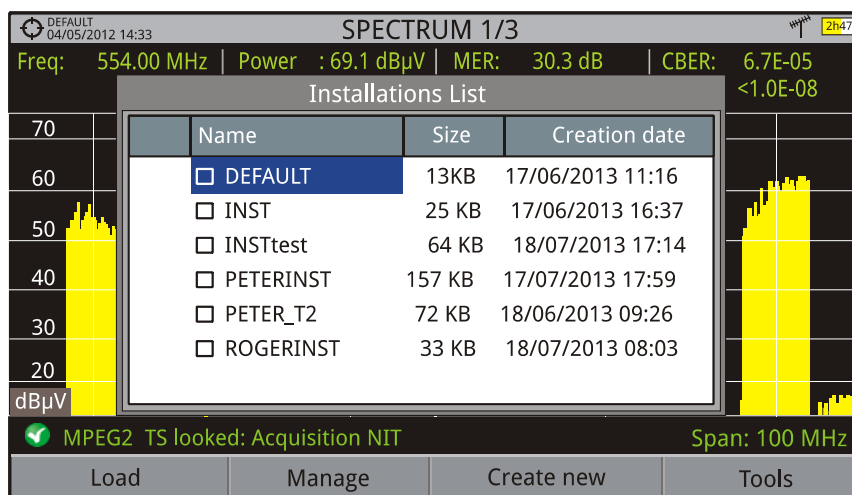 DEFAULT
04/05/2012 14:33
SPECTRUM 1/3
2h47
Freq: 554.00 MHz | Power : 69.1 dBµV | MER: 30.3 dB | CBER: 6.7E-05
<1.0E-08
Installations List
Name Size Creation date
DEFAULT 13KB 17/06/2013 11:16
INST 25 KB 17/06/2013 16:37
INSTtest 64 KB 18/07/2013 17:14
PETERINST 157 KB 17/07/2013 17:59
PETER_T2 72 KB 18/06/2013 09:26
ROGERINST 33 KB 18/07/2013 08:03
70
60
50
40
30
20
dBµV
MPEG2 TS looked: Acquisition NIT Span: 100 MHz
Load Manage Create new Tools